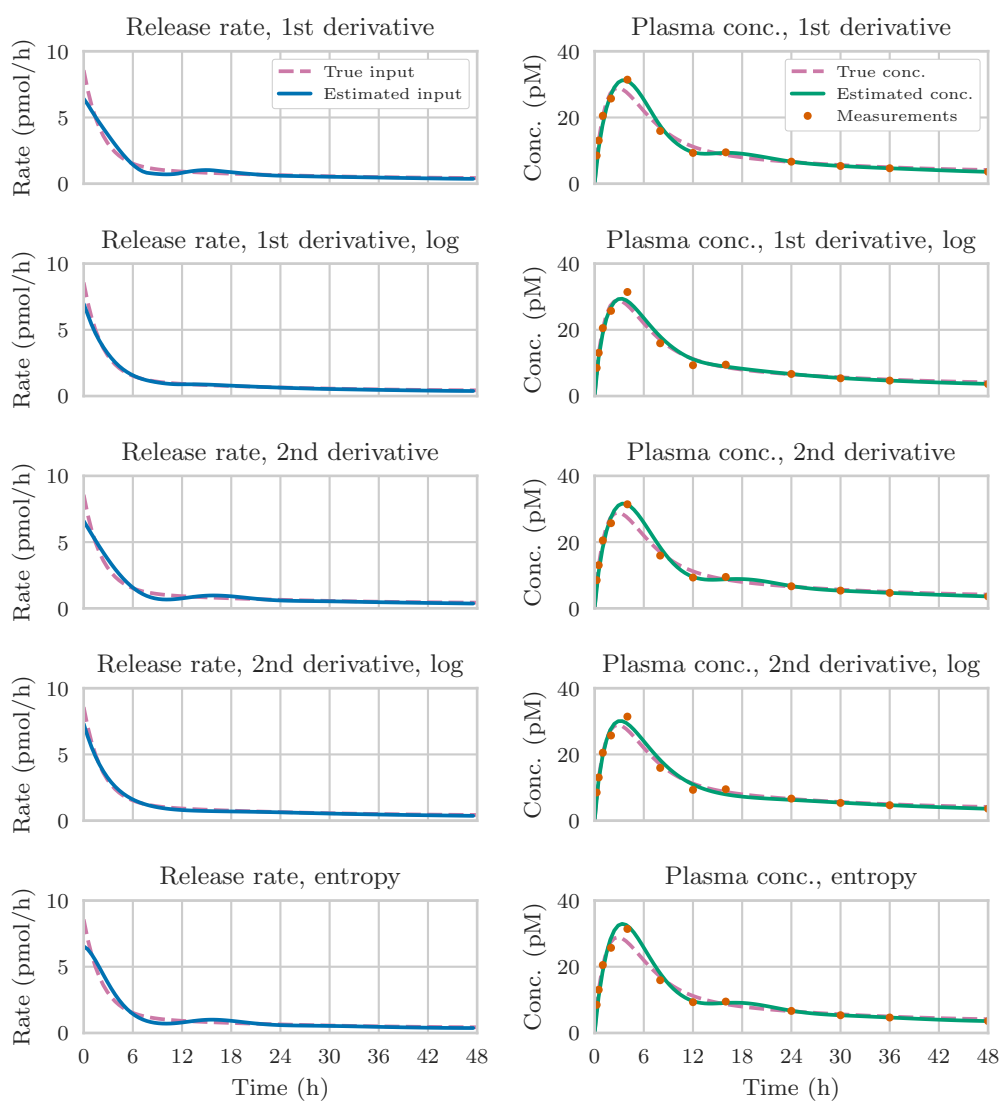 Release rate, 1st derivative
Plasma conc., 1st derivative
Rate (pmol/h)
10
5
0
True input
Estimated input
Conc. (pM)
40
20
0
True conc.
Estimated conc.
Measurements
Release rate, 1st derivative, log
Plasma conc., 1st derivative, log
Rate (pmol/h)
10
5
0
Conc. (pM)
40
20
0
Release rate, 2nd derivative
Plasma conc., 2nd derivative
Rate (pmol/h)
10
5
0
Conc. (pM)
40
20
0
Release rate, 2nd derivative, log
Plasma conc., 2nd derivative, log
Rate (pmol/h)
10
5
0
Conc. (pM)
40
20
0
Release rate, entropy
Plasma conc., entropy
Rate (pmol/h)
10
5
0
Conc. (pM)
40
20
0
0 6 12 18 24 30 36 42 48
0 6 12 18 24 30 36 42 48
Time (h)
Time (h)